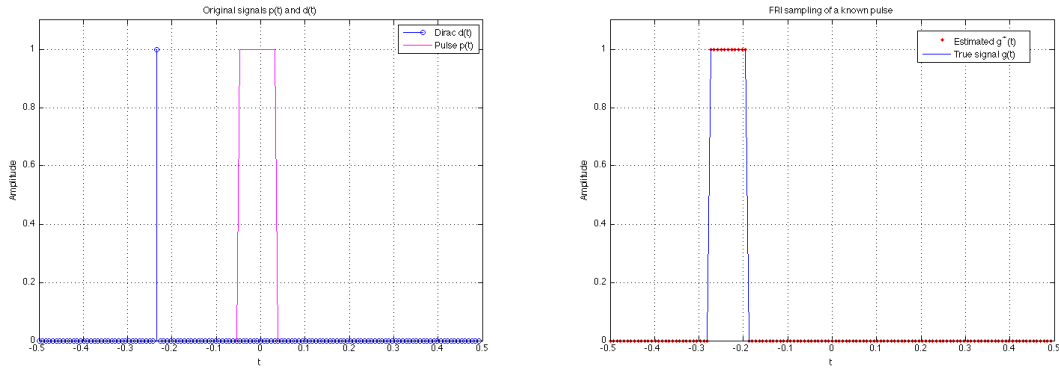 Original signals p(t) and d(t)
Dirac d(t)
Pulse p(t)
1
0.8
0.6
0.4
0.2
0
Amplitude
-0.5 -0.4 -0.3 -0.2 -0.1 0 0.1 0.2 0.3 0.4 0.5
t
FRI sampling of a known pulse
Estimated g~(t)
True signal g(t)
1
0.8
0.6
0.4
0.2
0
Amplitude
-0.5 -0.4 -0.3 -0.2 -0.1 0 0.1 0.2 0.3 0.4 0.5
t